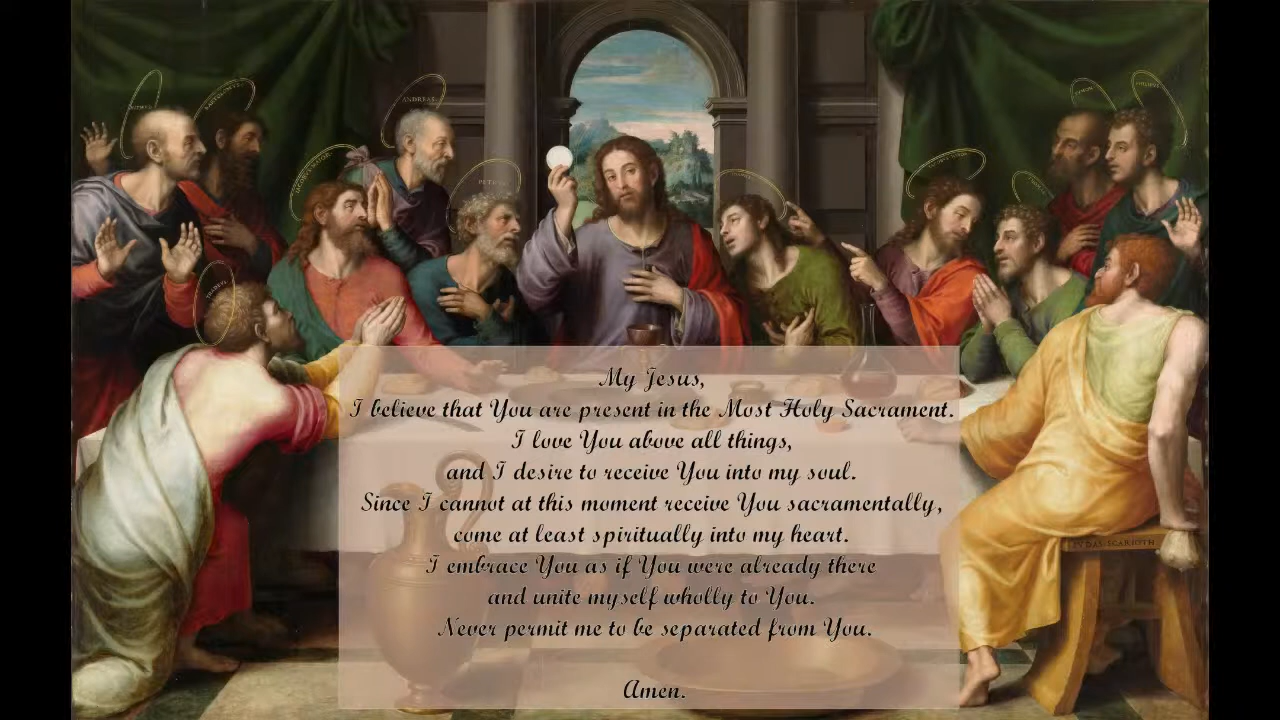 ANDREAS
My Jesus,
I believe that You are present in the Most Holy Sacrament.
I love You above all things,
and I desire to receive You into my soul.
Since I cannot at this moment receive You sacramentally,
come at least spiritually into my heart.
I embrace You as if You were already there
and unite myself wholly to You.
Never permit me to be separated from You.
Amen.